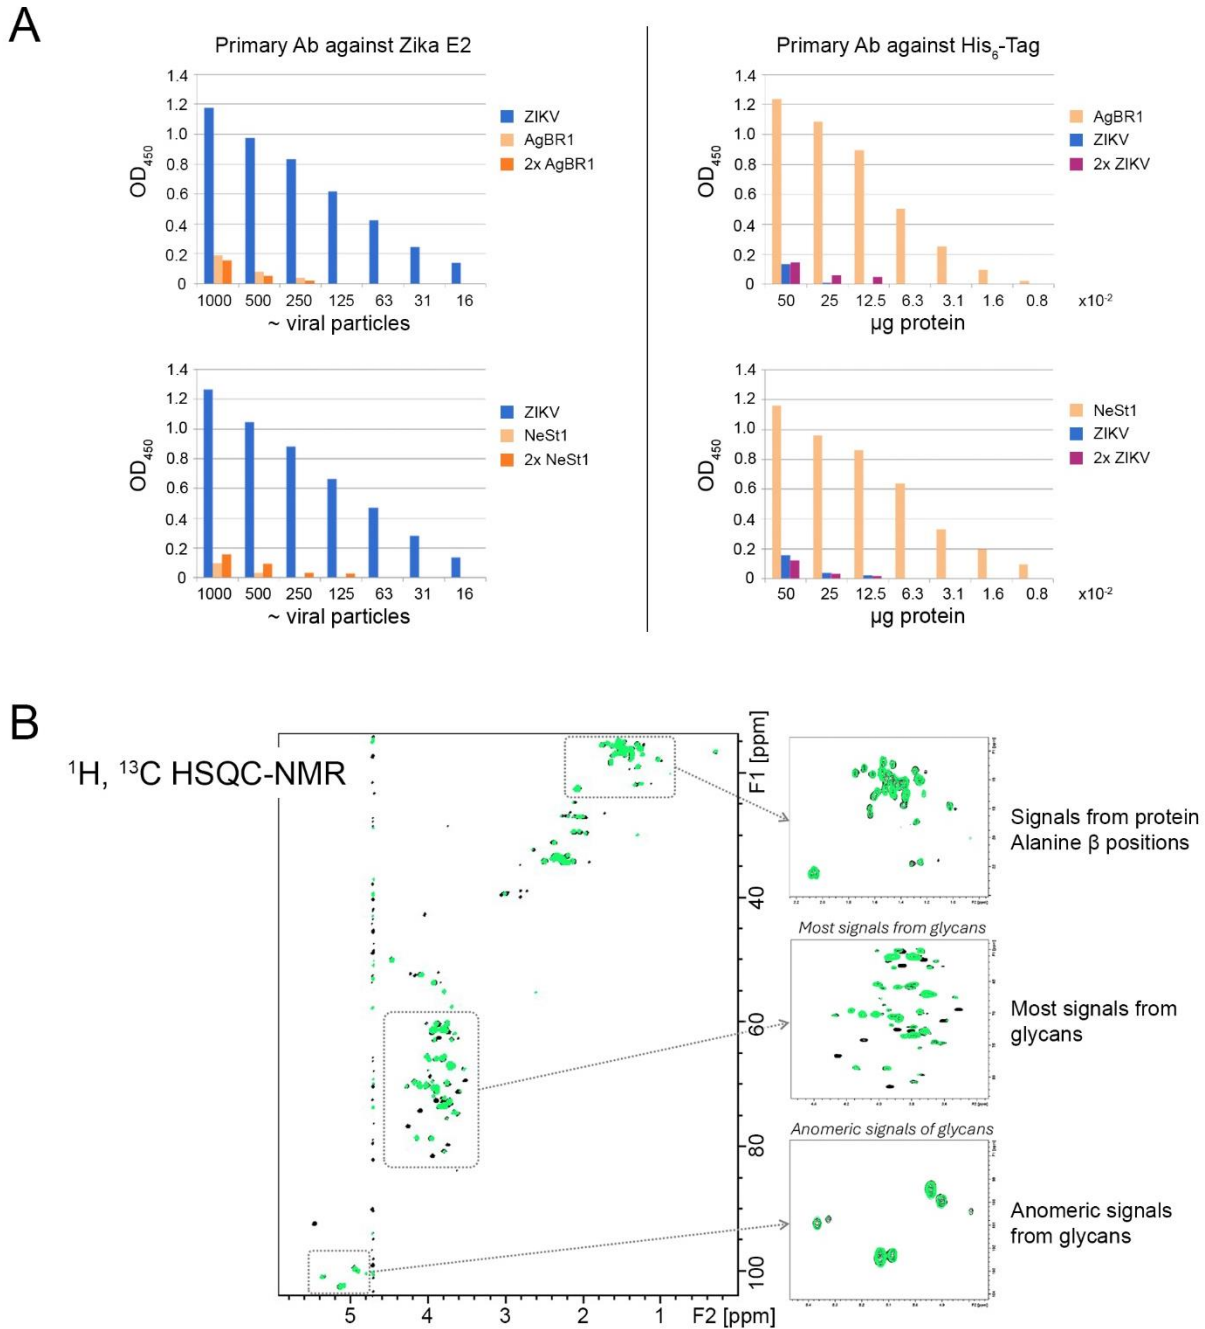 A
Primary Ab against Zika E2
1.4
1.2
1.0
0.8
0.6
0.4
0.2
0
OD450
1000 500 250 125 63 31 16
~ viral particles
ZIKV
AgBR1
2x AgBR1
Primary Ab against His6-Tag
1.4
1.2
1.0
0.8
0.6
0.4
0.2
0
OD450
50 25 12.5 6.3 3.1 1.6 0.8 x10-2
µg protein
AgBR1
ZIKV
2x ZIKV
1.4
1.2
1.0
0.8
0.6
0.4
0.2
0
OD450
1000 500 250 125 63 31 16
~ viral particles
ZIKV
NeSt1
2x NeSt1
1.4
1.2
1.0
0.8
0.6
0.4
0.2
0
OD450
50 25 12.5 6.3 3.1 1.6 0.8 x10-2
µg protein
NeSt1
ZIKV
2x ZIKV
B
1H, 13C HSQC-NMR
F1 [ppm]
40
60
80
100
5 4 3 2 1 F2 [ppm]
Signals from protein
Alanine β positions
Most signals from glycans
Most signals from
glycans
Anomeric signals of glycans
Anomeric signals
from glycans